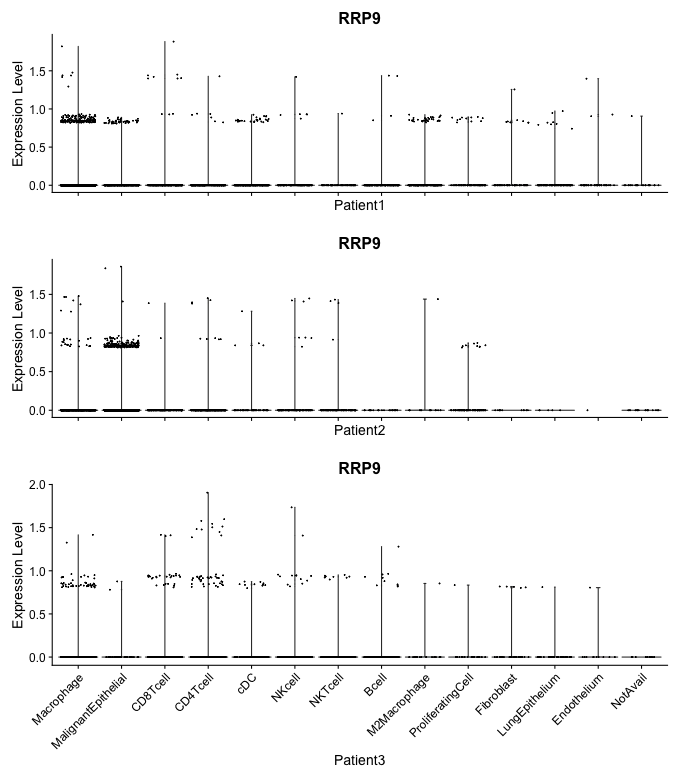 RRP9
Expression Level
1.5
1.0
0.5
0.0
Patient1
RRP9
Expression Level
1.5
1.0
0.5
0.0
Patient2
RRP9
Expression Level
2.0
1.5
1.0
0.5
0.0
Macrophage
MalignantEpithelial
CD8Tcell
CD4Tcell
cDC
NKcell
NKTcell
Bcell
M2Macrophage
ProliferatingCell
Fibroblast
LungEpithelium
Endothelium
NotAvail
Patient3